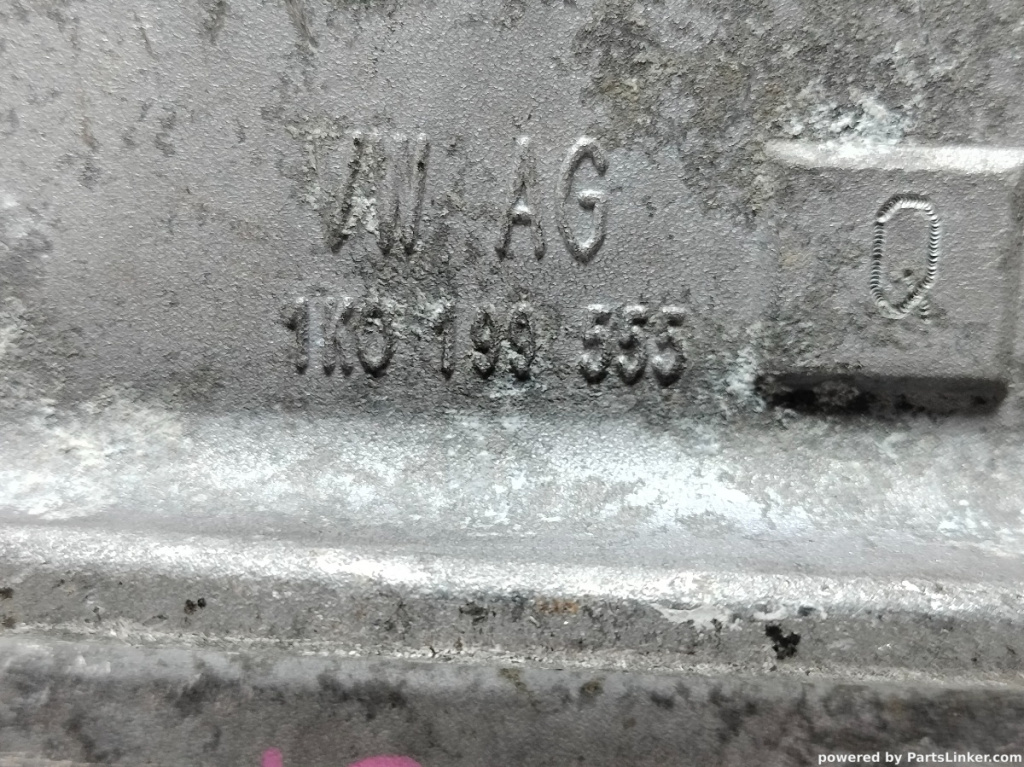 VW AG
Q
1K0 199 555
powered by PartsLinker.com